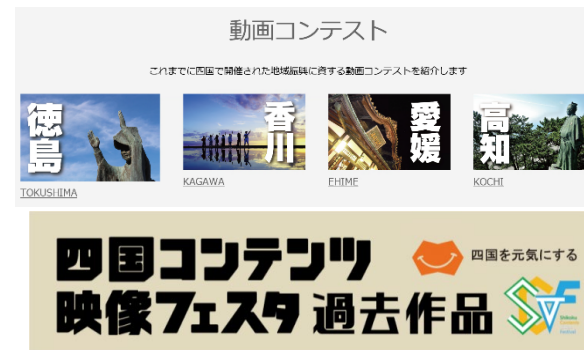 動画コンテスト
これまでに四国で開催された地域振興に資する動画コンテストを紹介します
徳島
香川
愛媛
高知
TOKUSHIMA
KAGAWA
EHIME
KOCHI
四国コンテンツ
映像フェスタ 過去作品
四国を元気にする
SCVF